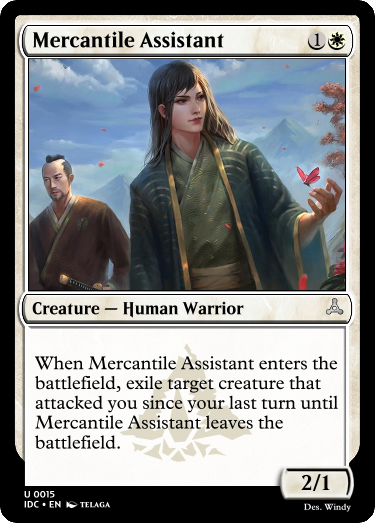 Mercantile Assistant 1
Creature — Human Warrior
When Mercantile Assistant enters the
battlefield, exile target creature that
attacked you since your last turn until
Mercantile Assistant leaves the
battlefield.
2/1
U 0015
IDC • EN TELAGA
Des. Windy